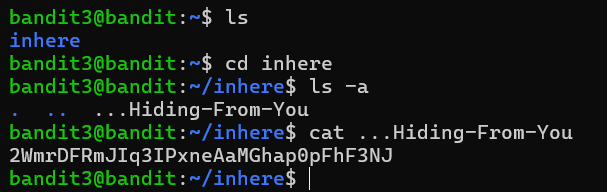 bandit3@bandit:~$ ls
inhere
bandit3@bandit:~$ cd inhere
bandit3@bandit:~/inhere$ ls -a
.  ..  ...Hiding-From-You
bandit3@bandit:~/inhere$ cat ...Hiding-From-You
2WmrDFRmJIq3IPxneAaMGhap0pFhF3NJ
bandit3@bandit:~/inhere$